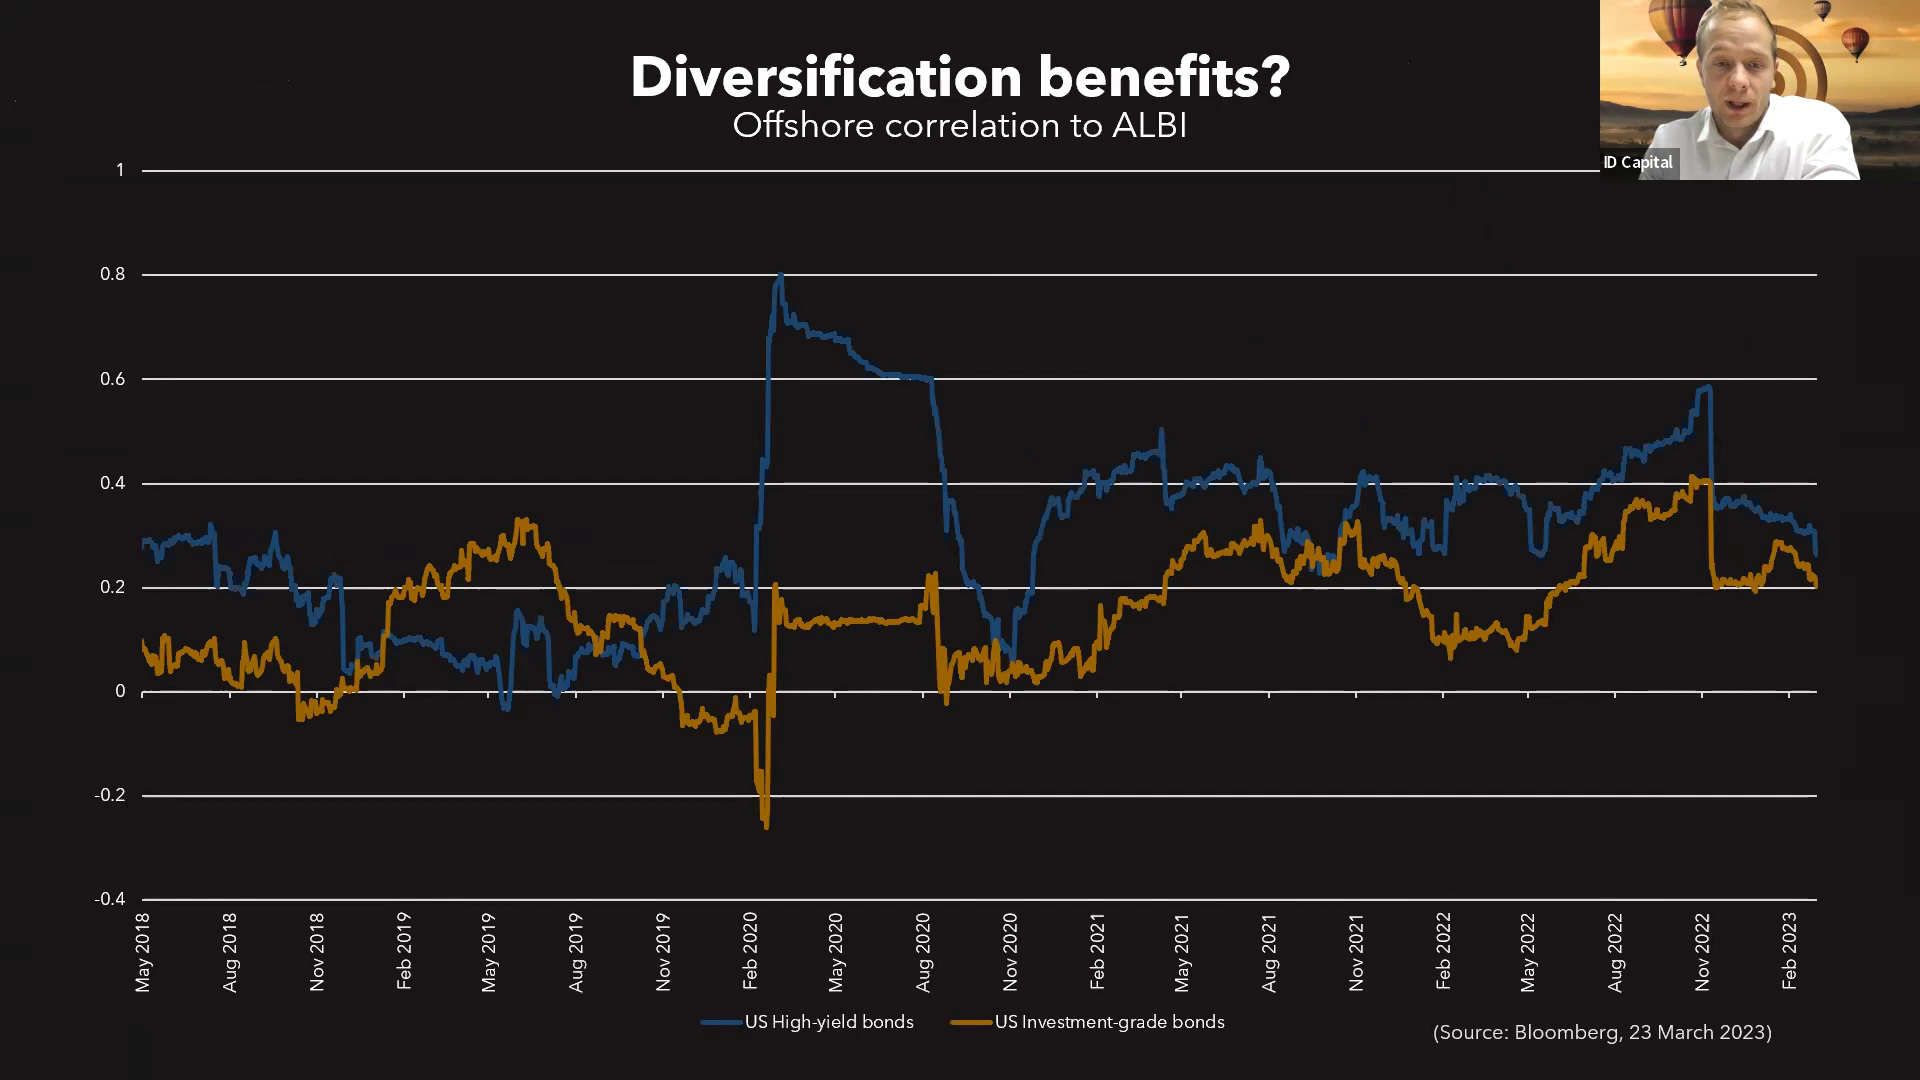 Diversification benefits?
Offshore correlation to ALBI
ID Capital
1
0.8
0.6
0.4
0.2
0
-0.2
-0.4
May 2018
Aug 2018
Nov 2018
Feb 2019
May 2019
Aug 2019
Nov 2019
Feb 2020
May 2020
Aug 2020
Nov 2020
Feb 2021
May 2021
Aug 2021
Nov 2021
Feb 2022
May 2022
Aug 2022
Nov 2022
Feb 2023
US High-yield bonds
US Investment-grade bonds
(Source: Bloomberg, 23 March 2023)